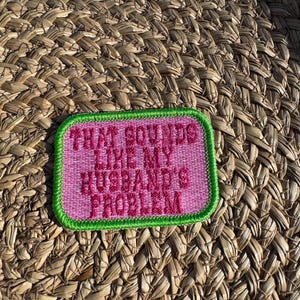 THAT SOUNDS
LIKE MY
HUSBAND'S
PROBLEM